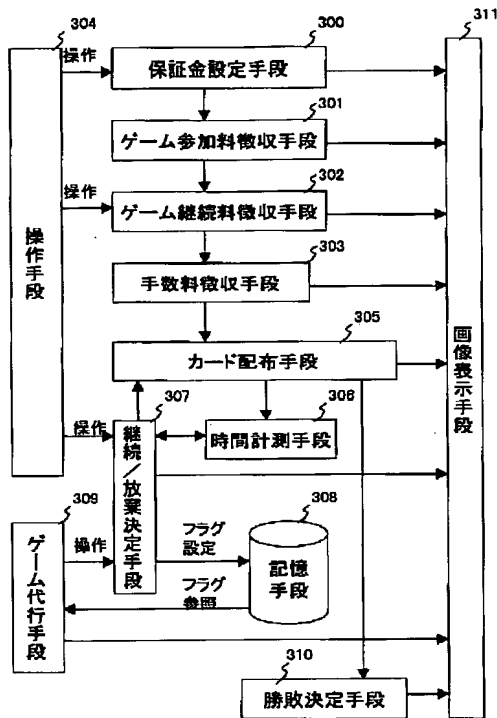 304
操作手段
操作
300
保証金設定手段
301
ゲーム参加料徴収手段
操作
302
ゲーム継続料徴収手段
303
手数料徴収手段
305
カード配布手段
306
時間計測手段
307
継続/放棄決定手段
操作
308
記憶
手段
フラグ
設定
フラグ
参照
309
ゲーム代行手段
操作
310
勝敗決定手段
311
画像表示手段